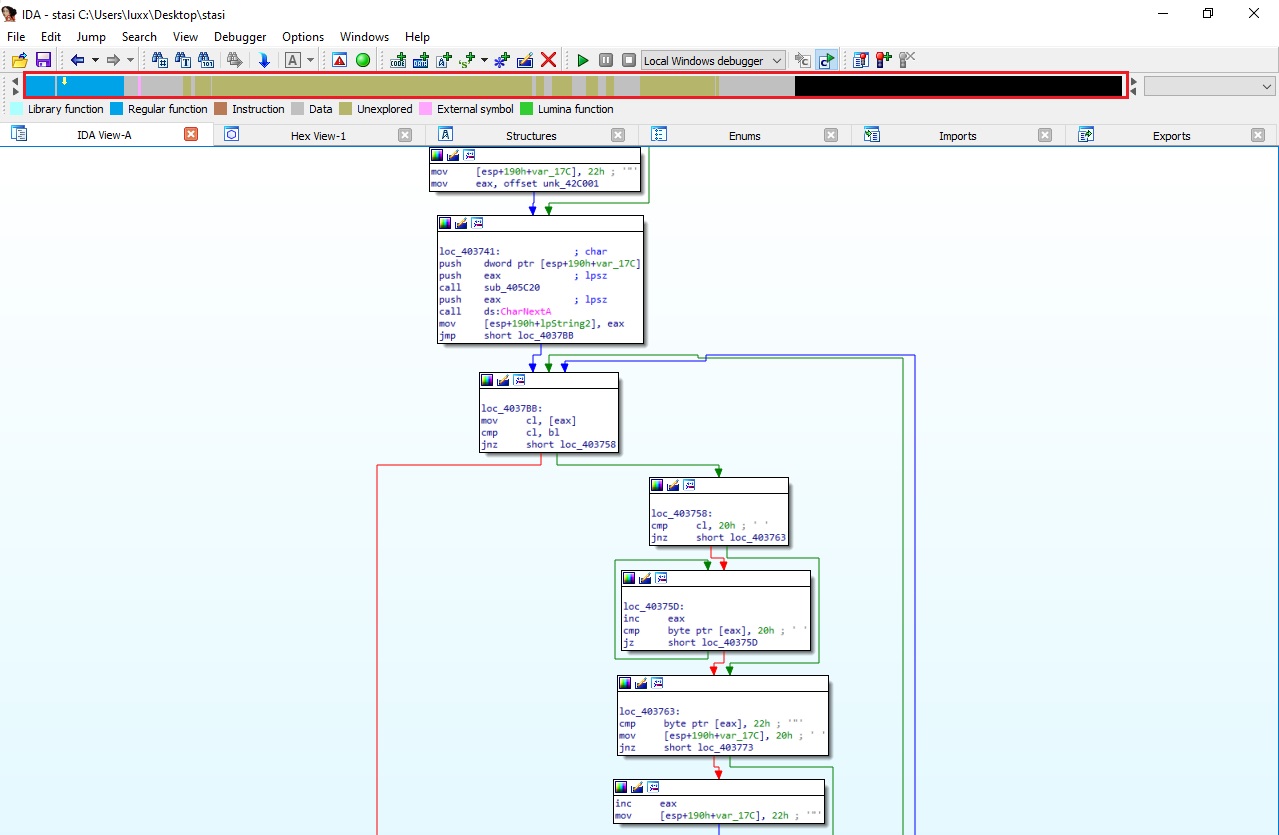 IDA - stasi C:\Users\luxx\Desktop\stasi
File Edit Jump Search View Debugger Options Windows Help
Local Windows debugger
Library function Regular function Instruction Data Unexplored External symbol Lumina function
IDA View-A Hex View-1 Structures Enums Imports Exports
mov [esp+190h+var_17C], 22h ; '"'
mov eax, offset unk_42C001
loc_403741: ; char
push dword ptr [esp+190h+var_17C]
push eax ; lpsz
call sub_405C20
push eax ; lpsz
call ds:CharNextA
mov [esp+190h+lpString2], eax
jmp short loc_4037BB
loc_4037BB:
mov cl, [eax]
cmp cl, bl
jnz short loc_403758
loc_403758:
cmp cl, 20h ; ' '
jnz short loc_403763
loc_40375D:
inc eax
cmp byte ptr [eax], 20h ; ' '
jz short loc_40375D
loc_403763:
cmp byte ptr [eax], 22h ; '"'
mov [esp+190h+var_17C], 20h ; ' '
jnz short loc_403773
inc eax
mov [esp+190h+var_17C], 22h ; '"'